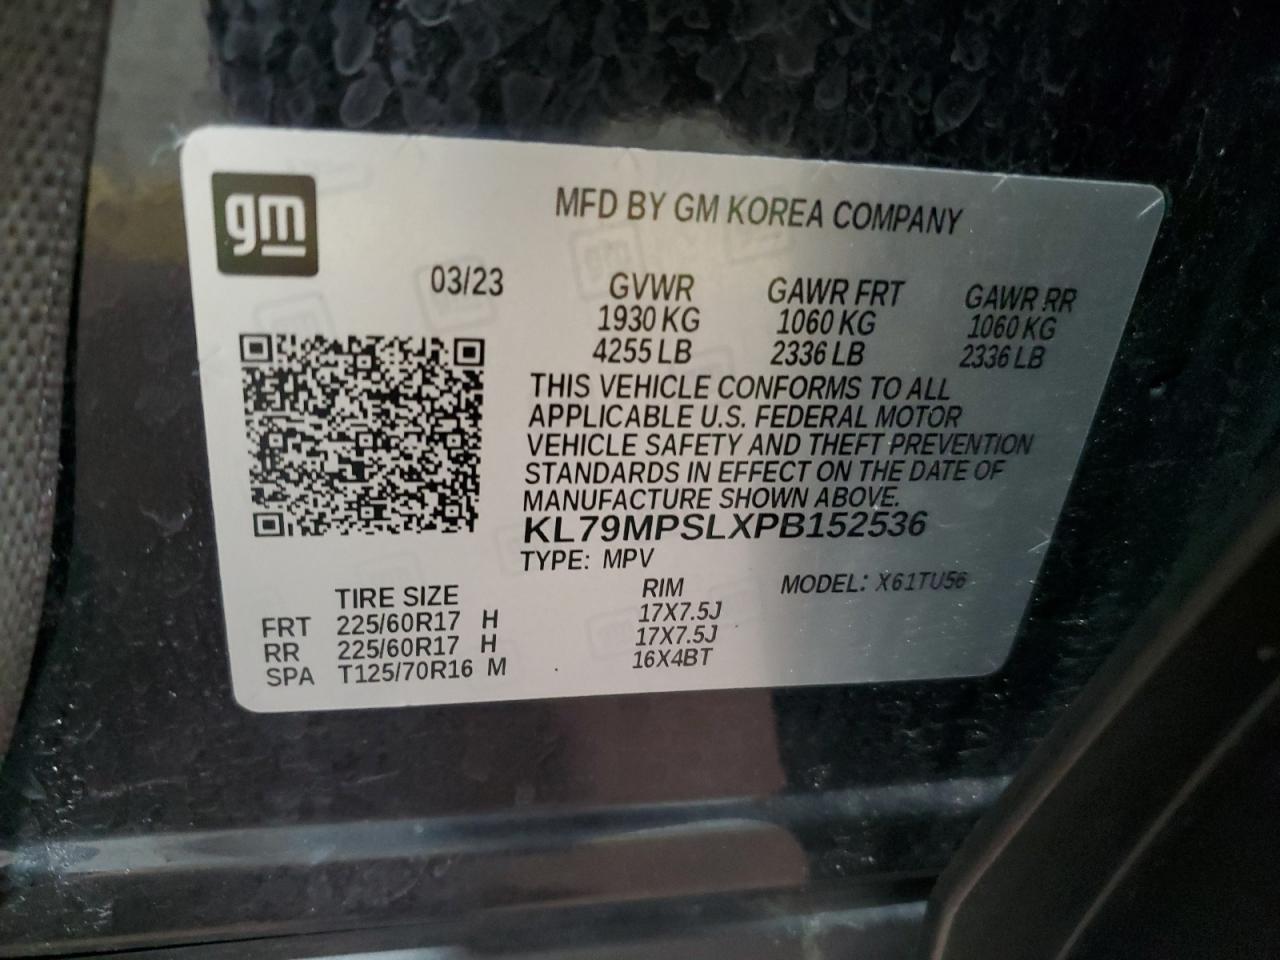 gm
MFD BY GM KOREA COMPANY
03/23 GVWR GAWR FRT GAWR RR
1930 KG 1060 KG 1060 KG
4255 LB 2336 LB 2336 LB
THIS VEHICLE CONFORMS TO ALL
APPLICABLE U.S. FEDERAL MOTOR
VEHICLE SAFETY AND THEFT PREVENTION
STANDARDS IN EFFECT ON THE DATE OF
MANUFACTURE SHOWN ABOVE.
KL79MPSLXPB152536
TYPE: MPV
TIRE SIZE RIM MODEL: X61TU56
FRT 225/60R17 H 17X7.5J
RR 225/60R17 H 17X7.5J
SPA T125/70R16 M 16X4BT